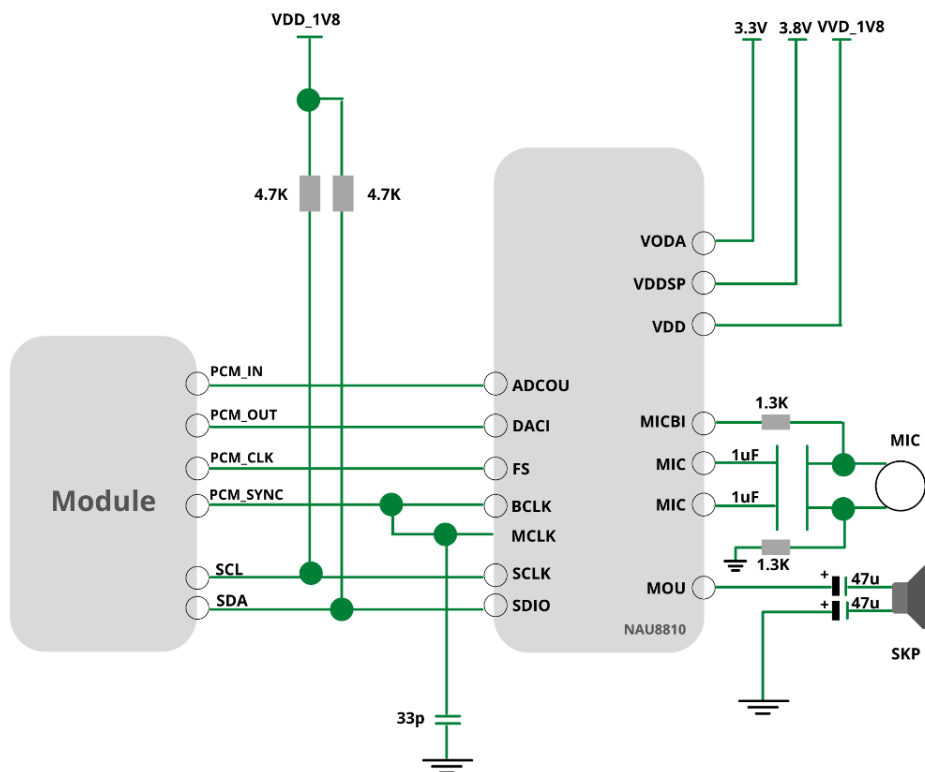 VDD_1V8
3.3V 3.8V VVD_1V8
4.7K 4.7K
VODA
VDDSP
VDD
PCM_IN ADCOU
PCM_OUT DACI
PCM_CLK FS
PCM_SYNC BCLK
MCLK
Module
SCL SCLK
SDA SDIO
MICBI 1.3K
MIC 1uF MIC
MIC 1uF
1.3K
MOU + 47u
+ 47u
NAU8810
SKP
33p